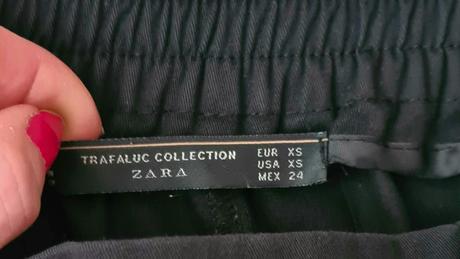 TRAFALUC COLLECTION
ZARA
EUR XS
USA XS
MEX 24